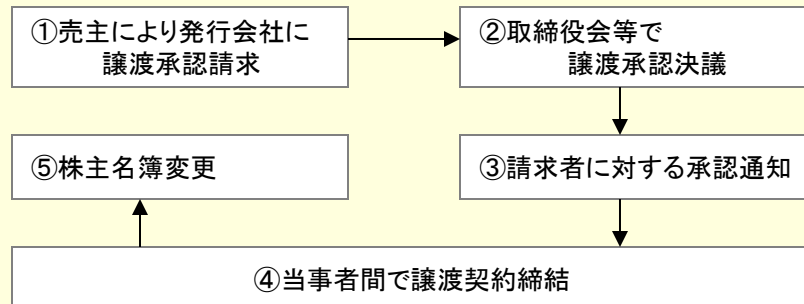 ①売主により発行会社に
譲渡承認請求
②取締役会等で
譲渡承認決議
③請求者に対する承認通知
④当事者間で譲渡契約締結
⑤株主名簿変更